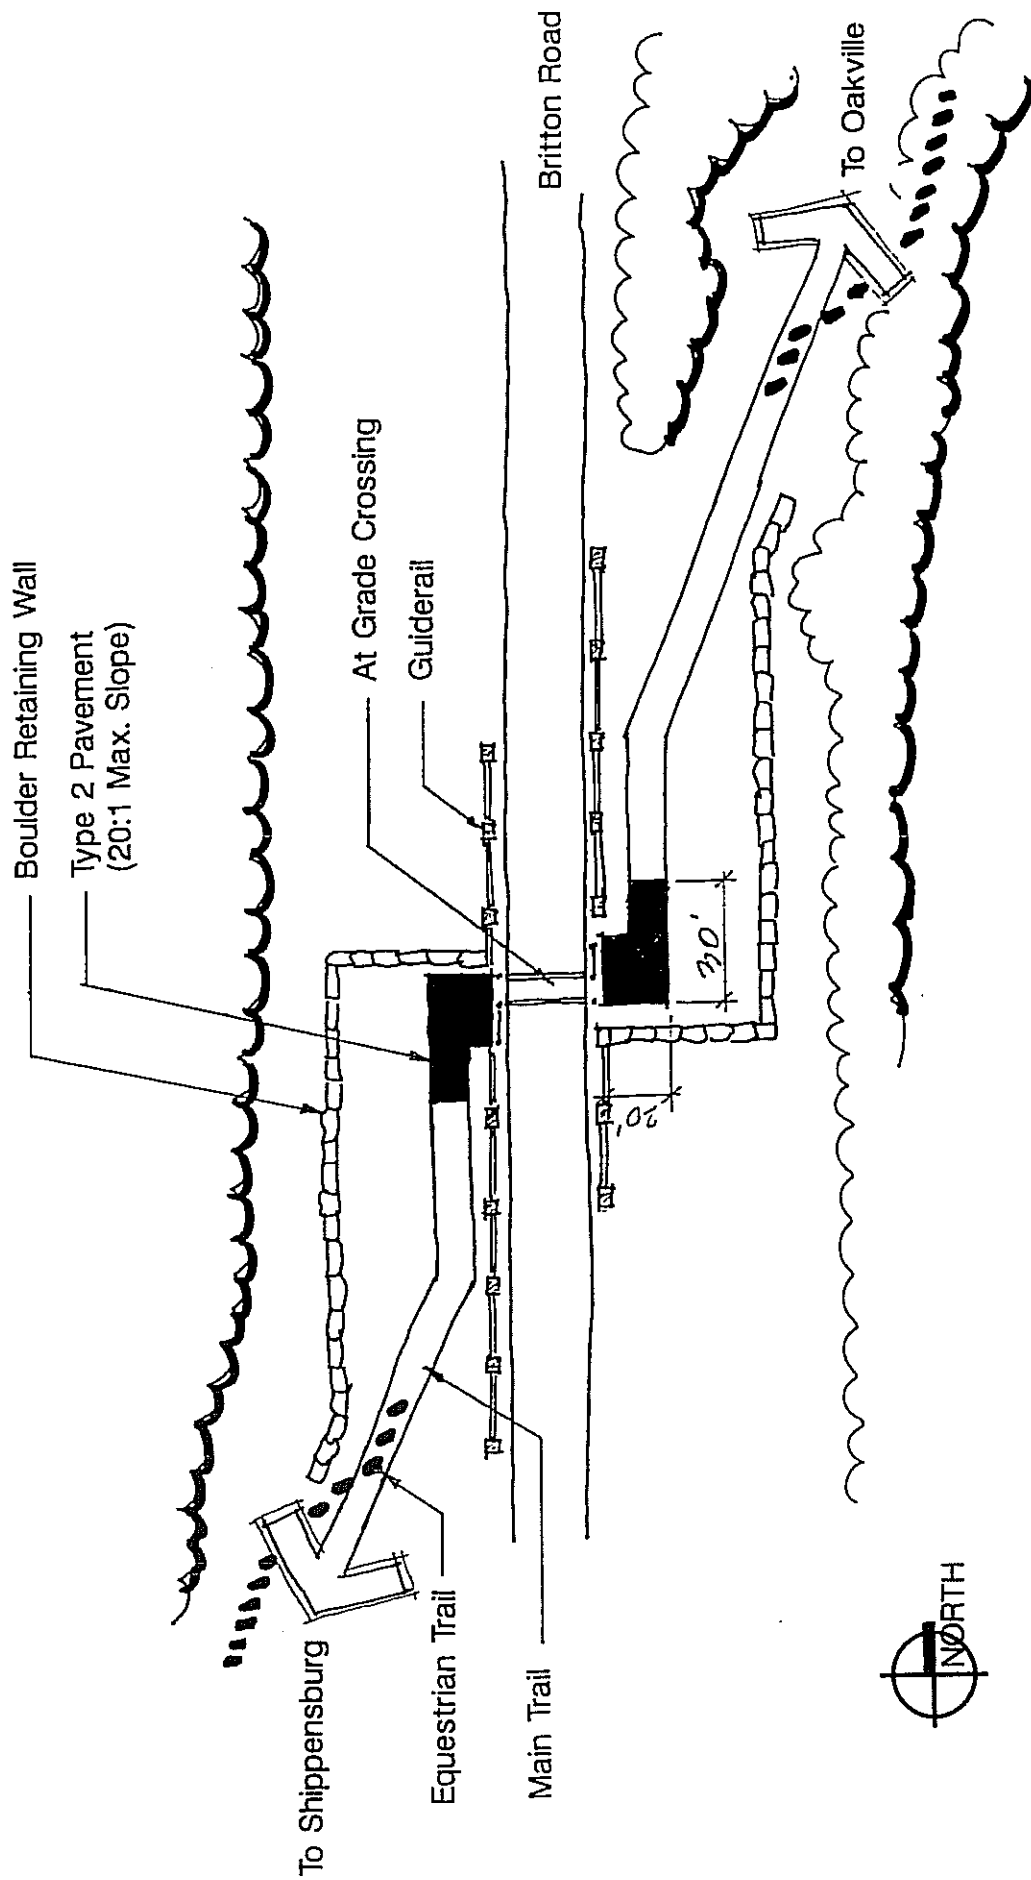 Boulder Retaining Wall
Type 2 Pavement
(20:1 Max. Slope)
At Grade Crossing
Guiderail
Britton Road
To Oakville
20'
To Shippensburg
Equestrian Trail
Main Trail
NORTH